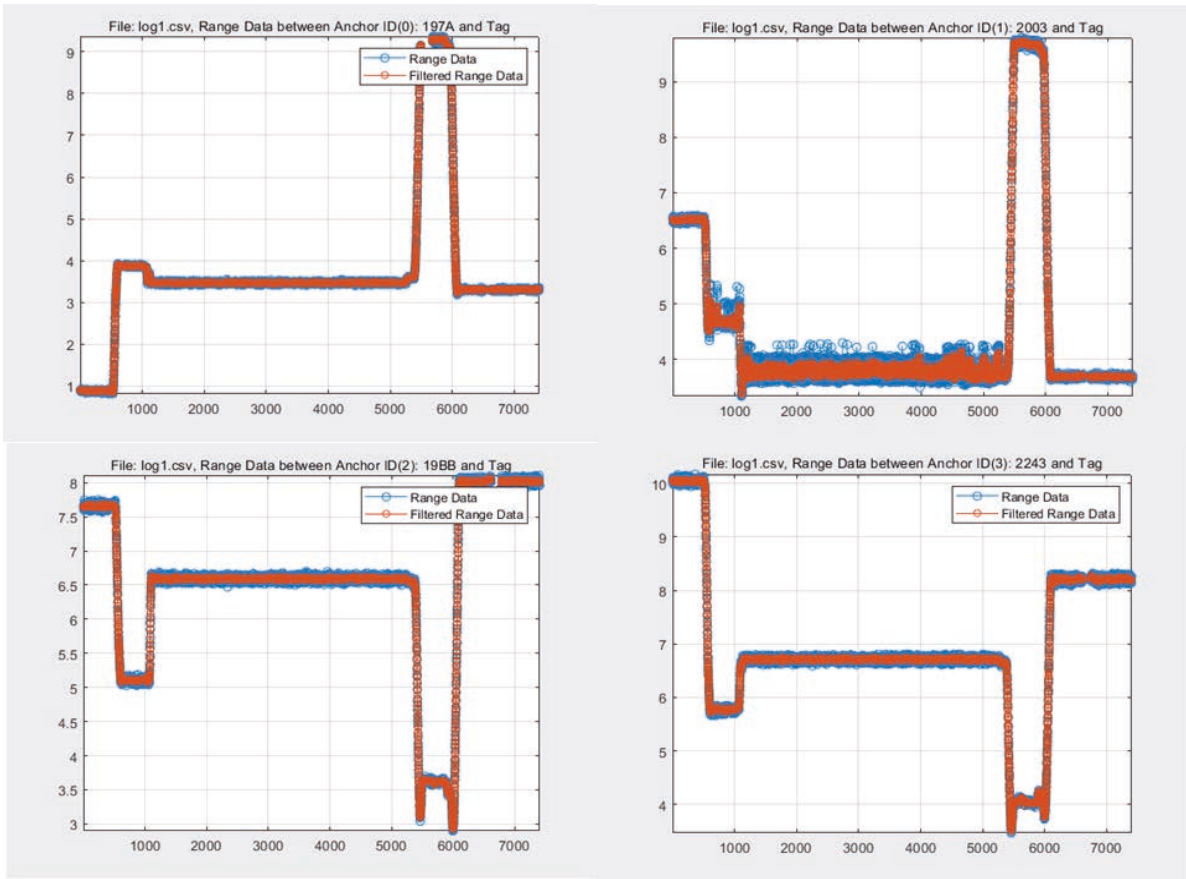 File: log1.csv, Range Data between Anchor ID(0): 197A and Tag
Range Data
Filtered Range Data
9
8
7
6
5
4
3
2
1
1000 2000 3000 4000 5000 6000 7000
File: log1.csv, Range Data between Anchor ID(1): 2003 and Tag
9
8
7
6
5
4
1000 2000 3000 4000 5000 6000 7000
File: log1.csv, Range Data between Anchor ID(2): 19BB and Tag
Range Data
Filtered Range Data
8
7.5
7
6.5
6
5.5
5
4.5
4
3.5
3
1000 2000 3000 4000 5000 6000 7000
File: log1.csv, Range Data between Anchor ID(3): 2243 and Tag
Range Data
Filtered Range Data
10
9
8
7
6
5
4
1000 2000 3000 4000 5000 6000 7000